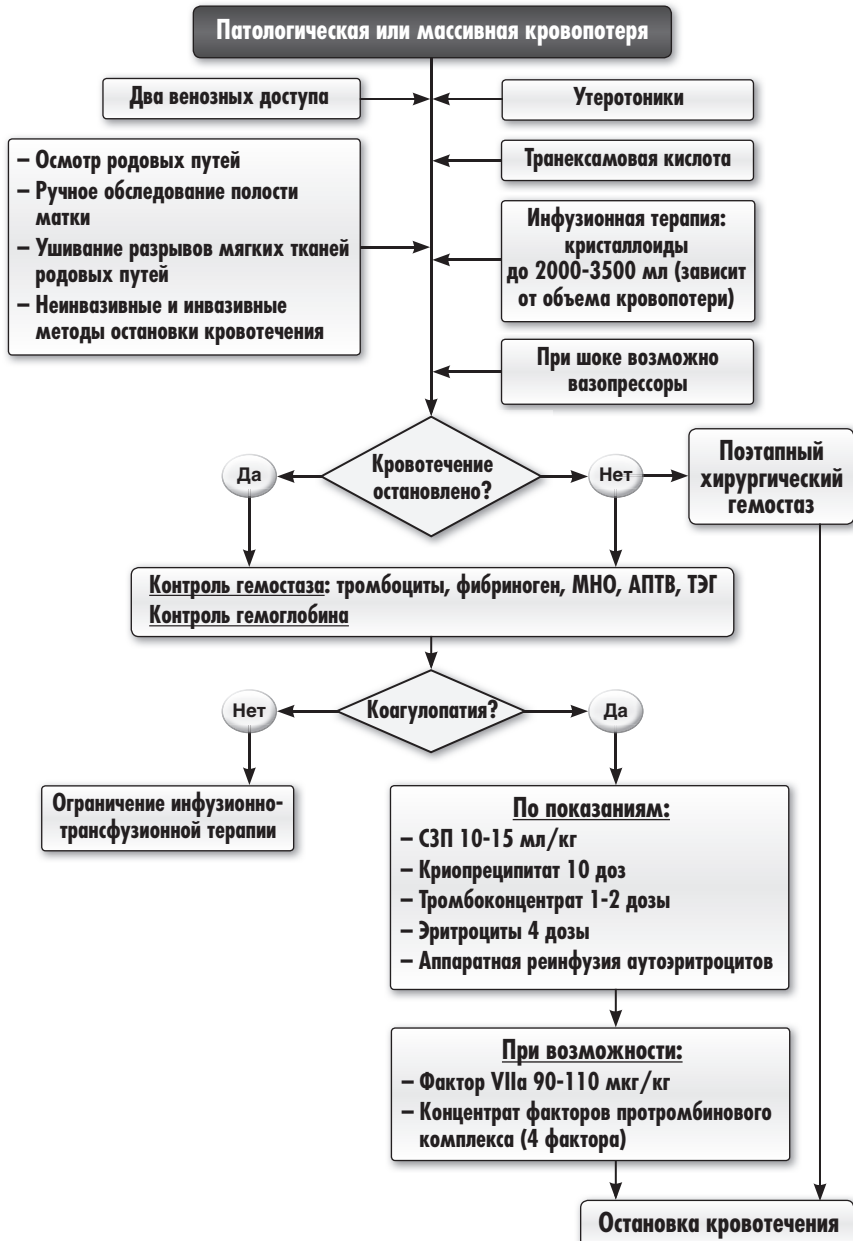 Патологическая или массивная кровопотеря
Два венозных доступа
Утеротоники
– Осмотр родовых путей
– Ручное обследование полости
матки
– Ушивание разрывов мягких тканей
родовых путей
– Неинвазивные и инвазивные
методы остановки кровотечения
Транексамовая кислота
Инфузионная терапия:
кристаллоиды
до 2000-3500 мл (зависит
от объема кровопотери)
При шоке возможно
вазопрессоры
Да
Кровотечение
остановлено?
Нет
Поэтапный
хирургический
гемостаз
Контроль гемостаза: тромбоциты, фибриноген, МНО, АПТВ, ТЭГ
Контроль гемоглобина
Нет
Коагулопатия?
Да
Ограничение инфузионно-
трансфузионной терапии
По показаниям:
– СЗП 10-15 мл/кг
– Криопреципитат 10 доз
– Тромбоконцентрат 1-2 дозы
– Эритроциты 4 дозы
– Аппаратная реинфузия аутоэритроцитов
При возможности:
– Фактор VIIa 90-110 мкг/кг
– Концентрат факторов протромбинового
комплекса (4 фактора)
Остановка кровотечения